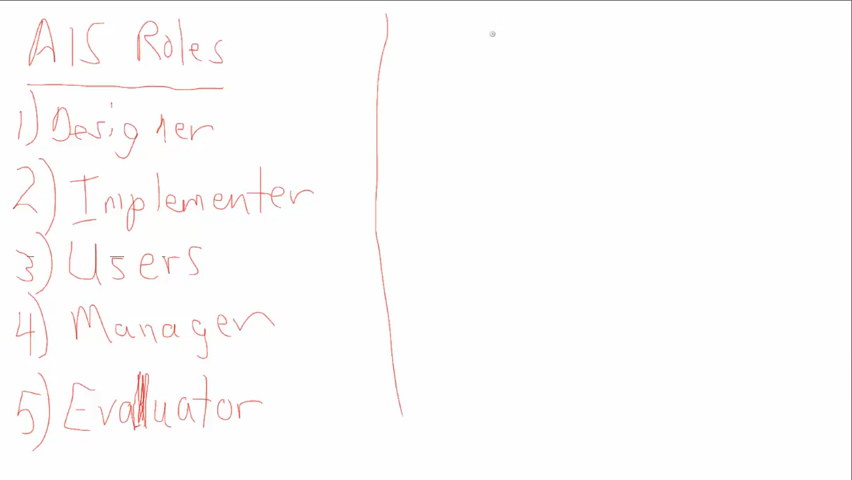 AIS Roles
1) Designer
2) Implementer
3) Users
4) Manager
5) Evaluator